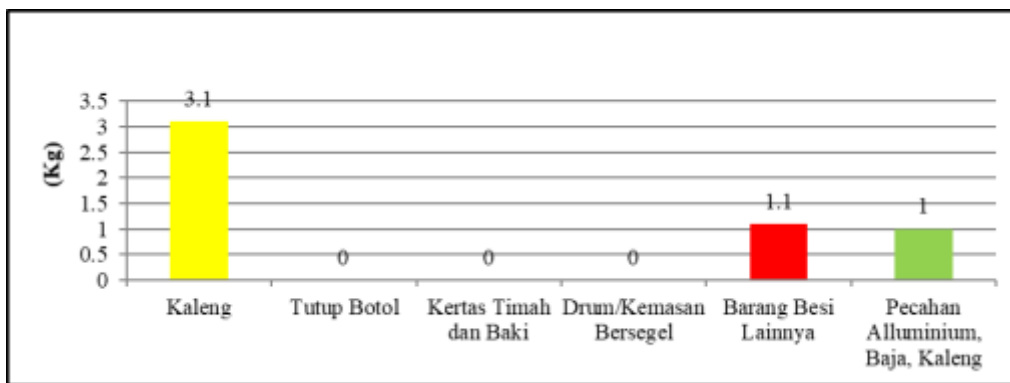 (Kg)
3.5
3
2.5
2
1.5
1
0.5
0
3.1
0
0
0
1.1
1
Kaleng
Tutup Botol
Kertas Timah
dan Baki
Drum/Kemasan
Bersegel
Barang Besi
Lainnya
Pecahan
Alluminium,
Baja, Kaleng